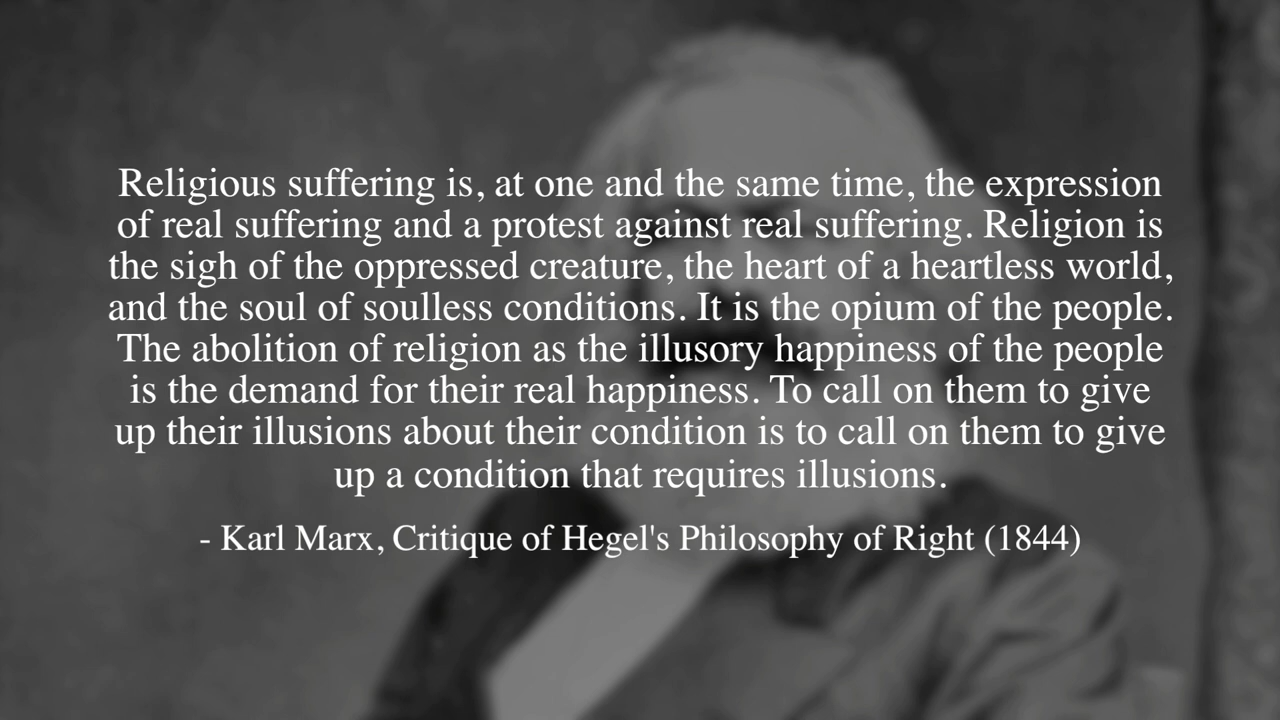 Religious suffering is, at one and the same time, the expression
of real suffering and a protest against real suffering. Religion is
the sigh of the oppressed creature, the heart of a heartless world,
and the soul of soulless conditions. It is the opium of the people.
The abolition of religion as the illusory happiness of the people
is the demand for their real happiness. To call on them to give
up their illusions about their condition is to call on them to give
up a condition that requires illusions.
- Karl Marx, Critique of Hegel's Philosophy of Right (1844)